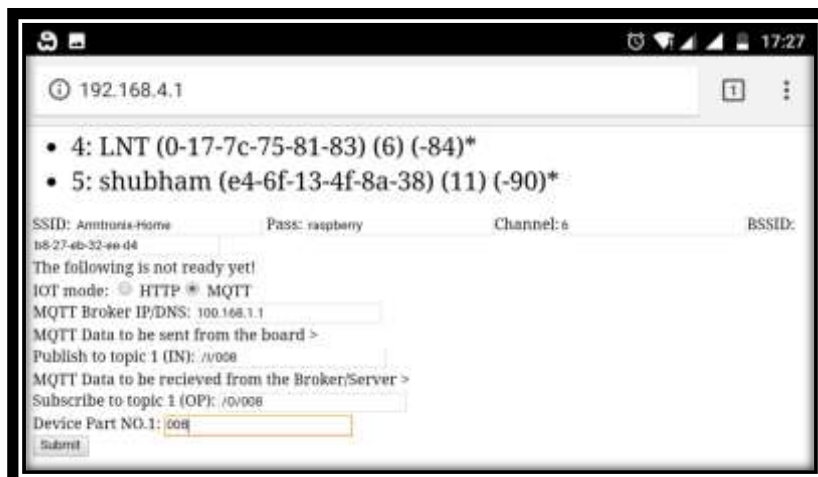 17:27
192.168.4.1
1
• 4: LNT (0-17-7c-75-81-83) (6) (-84)*
• 5: shubham (e4-6f-13-4f-8a-38) (11) (-90)*
SSID: Armtronix-Home Pass: raspberry Channel: 6 BSSID:
b8-27-eb-32-ee-d4
The following is not ready yet!
IOT mode: HTTP MQTT
MQTT Broker IP/DNS: 100.168.1.1
MQTT Data to be sent from the board >
Publish to topic 1 (IN): /I/008
MQTT Data to be recieved from the Broker/Server >
Subscribe to topic 1 (OP): /O/008
Device Part NO.1: 008
Submit